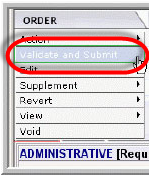 ORDER
Action
Validate and Submit
Edit
Supplement
Revert
View
Void
ADMINISTRATIVE [Requ